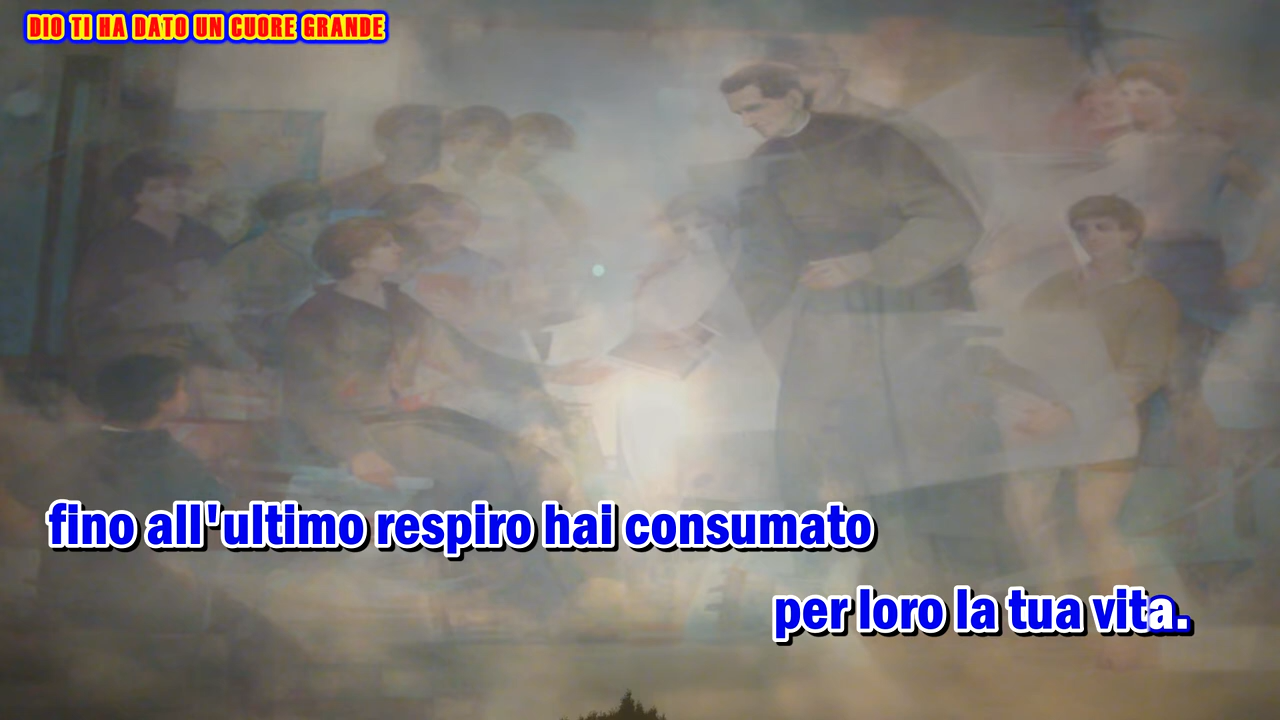 DIO TI HA DATO UN CUORE GRANDE
fino all'ultimo respiro hai consumato
per loro la tua vita.